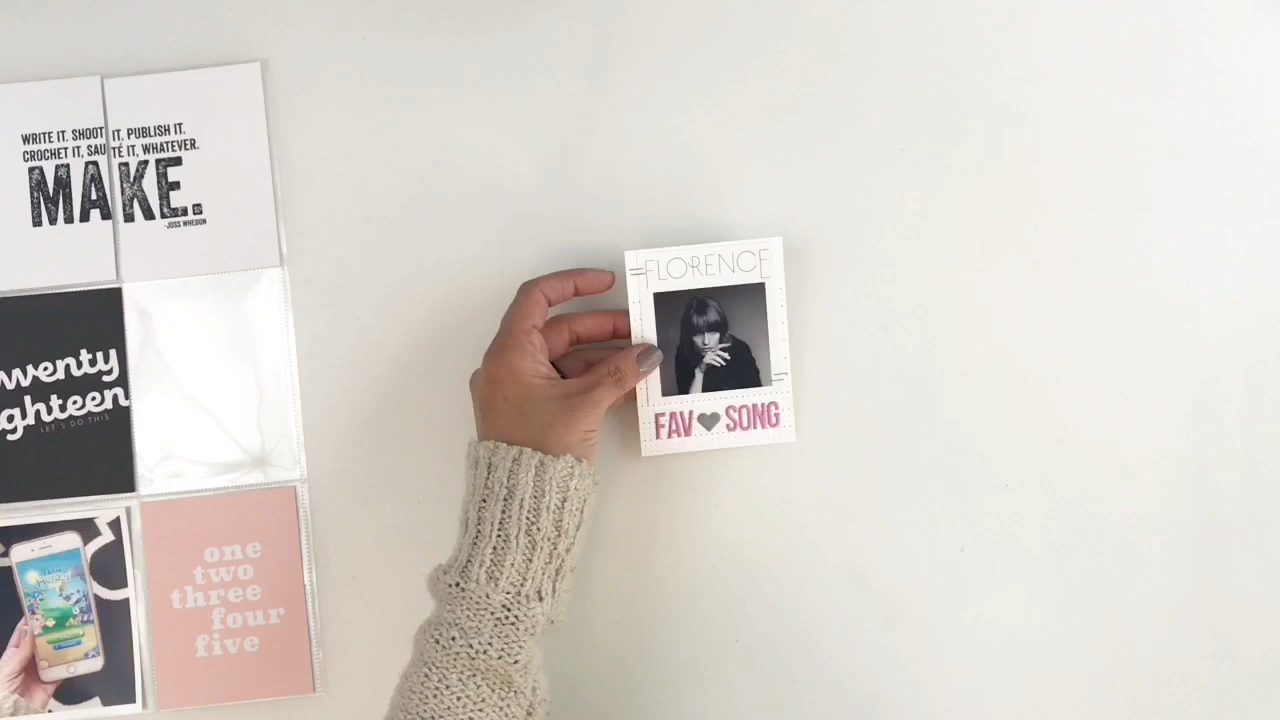 WRITE IT. SHOOT IT. PUBLISH IT.
CROCHET IT, SAUTÉ IT, WHATEVER.
MAKE.
-JOSS WHEDON
wenty
ghteen
LET'S DO THIS
one
two
three
four
five
FLORENCE
FAV SONG